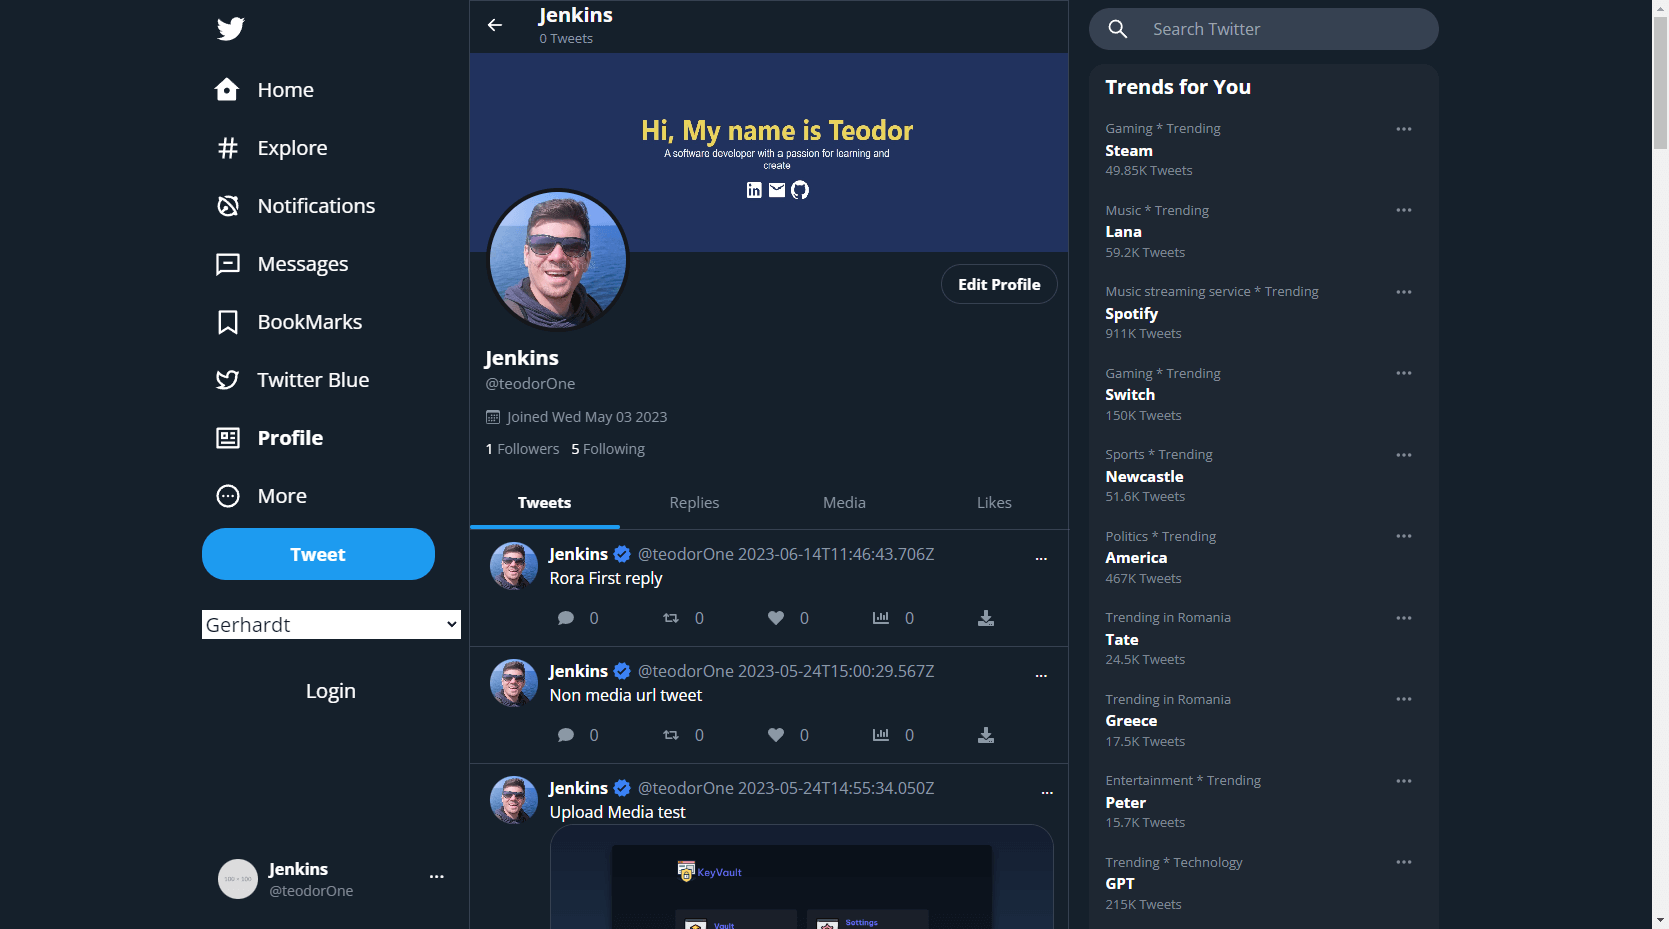 Home
Explore
Notifications
Messages
BookMarks
Twitter Blue
Profile
More
Tweet
Gerhardt
Login
Jenkins
@teodorOne
...
Jenkins
0 Tweets
Hi, My name is Teodor
A software developer with a passion for learning and
create
Edit Profile
Jenkins
@teodorOne
Joined Wed May 03 2023
1 Followers 5 Following
Tweets Replies Media Likes
Jenkins @teodorOne 2023-06-14T11:46:43.706Z ...
Rora First reply
0 0 0 0
Jenkins @teodorOne 2023-05-24T15:00:29.567Z ...
Non media url tweet
0 0 0 0
Jenkins @teodorOne 2023-05-24T14:55:34.050Z ...
Upload Media test
KeyVault
Vault Settings
Search Twitter
Trends for You
Gaming * Trending
Steam
49.85K Tweets
Music * Trending
Lana
59.2K Tweets
Music streaming service * Trending
Spotify
911K Tweets
Gaming * Trending
Switch
150K Tweets
Sports * Trending
Newcastle
51.6K Tweets
Politics * Trending
America
467K Tweets
Trending in Romania
Tate
24.5K Tweets
Trending in Romania
Greece
17.5K Tweets
Entertainment * Trending
Peter
15.7K Tweets
Trending * Technology
GPT
215K Tweets